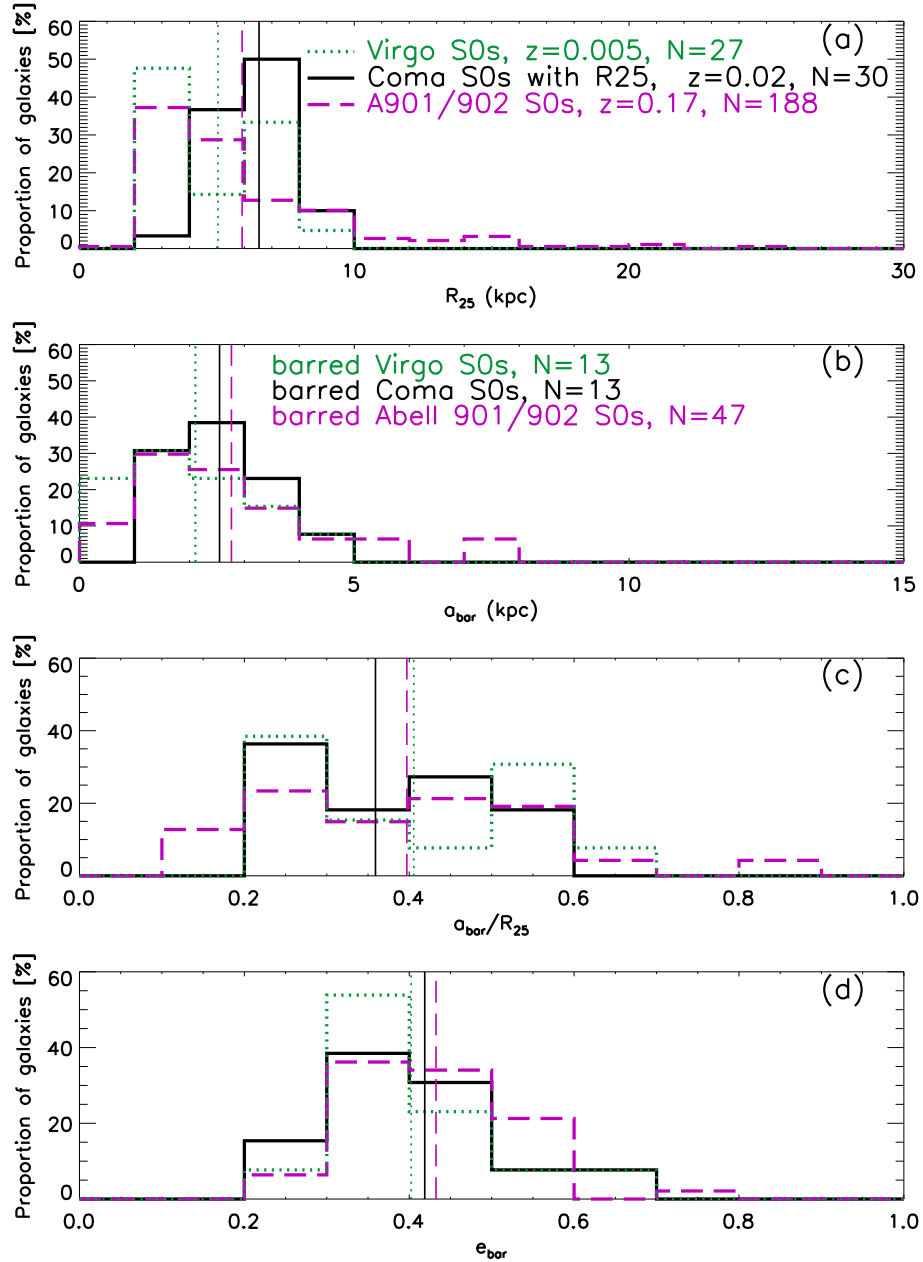 Proportion of galaxies [%]
60
50
40
30
20
10
0
(a)
Virgo S0s, z=0.005, N=27
Coma S0s with R25, z=0.02, N=30
A901/902 S0s, z=0.17, N=188
0 10 20 30
R25 (kpc)
Proportion of galaxies [%]
60
50
40
30
20
10
0
(b)
barred Virgo S0s, N=13
barred Coma S0s, N=13
barred Abell 901/902 S0s, N=47
0 5 10 15
abar (kpc)
Proportion of galaxies [%]
60
40
20
0
(c)
0.0 0.2 0.4 0.6 0.8 1.0
abar/R25
Proportion of galaxies [%]
60
40
20
0
(d)
0.0 0.2 0.4 0.6 0.8 1.0
ebar